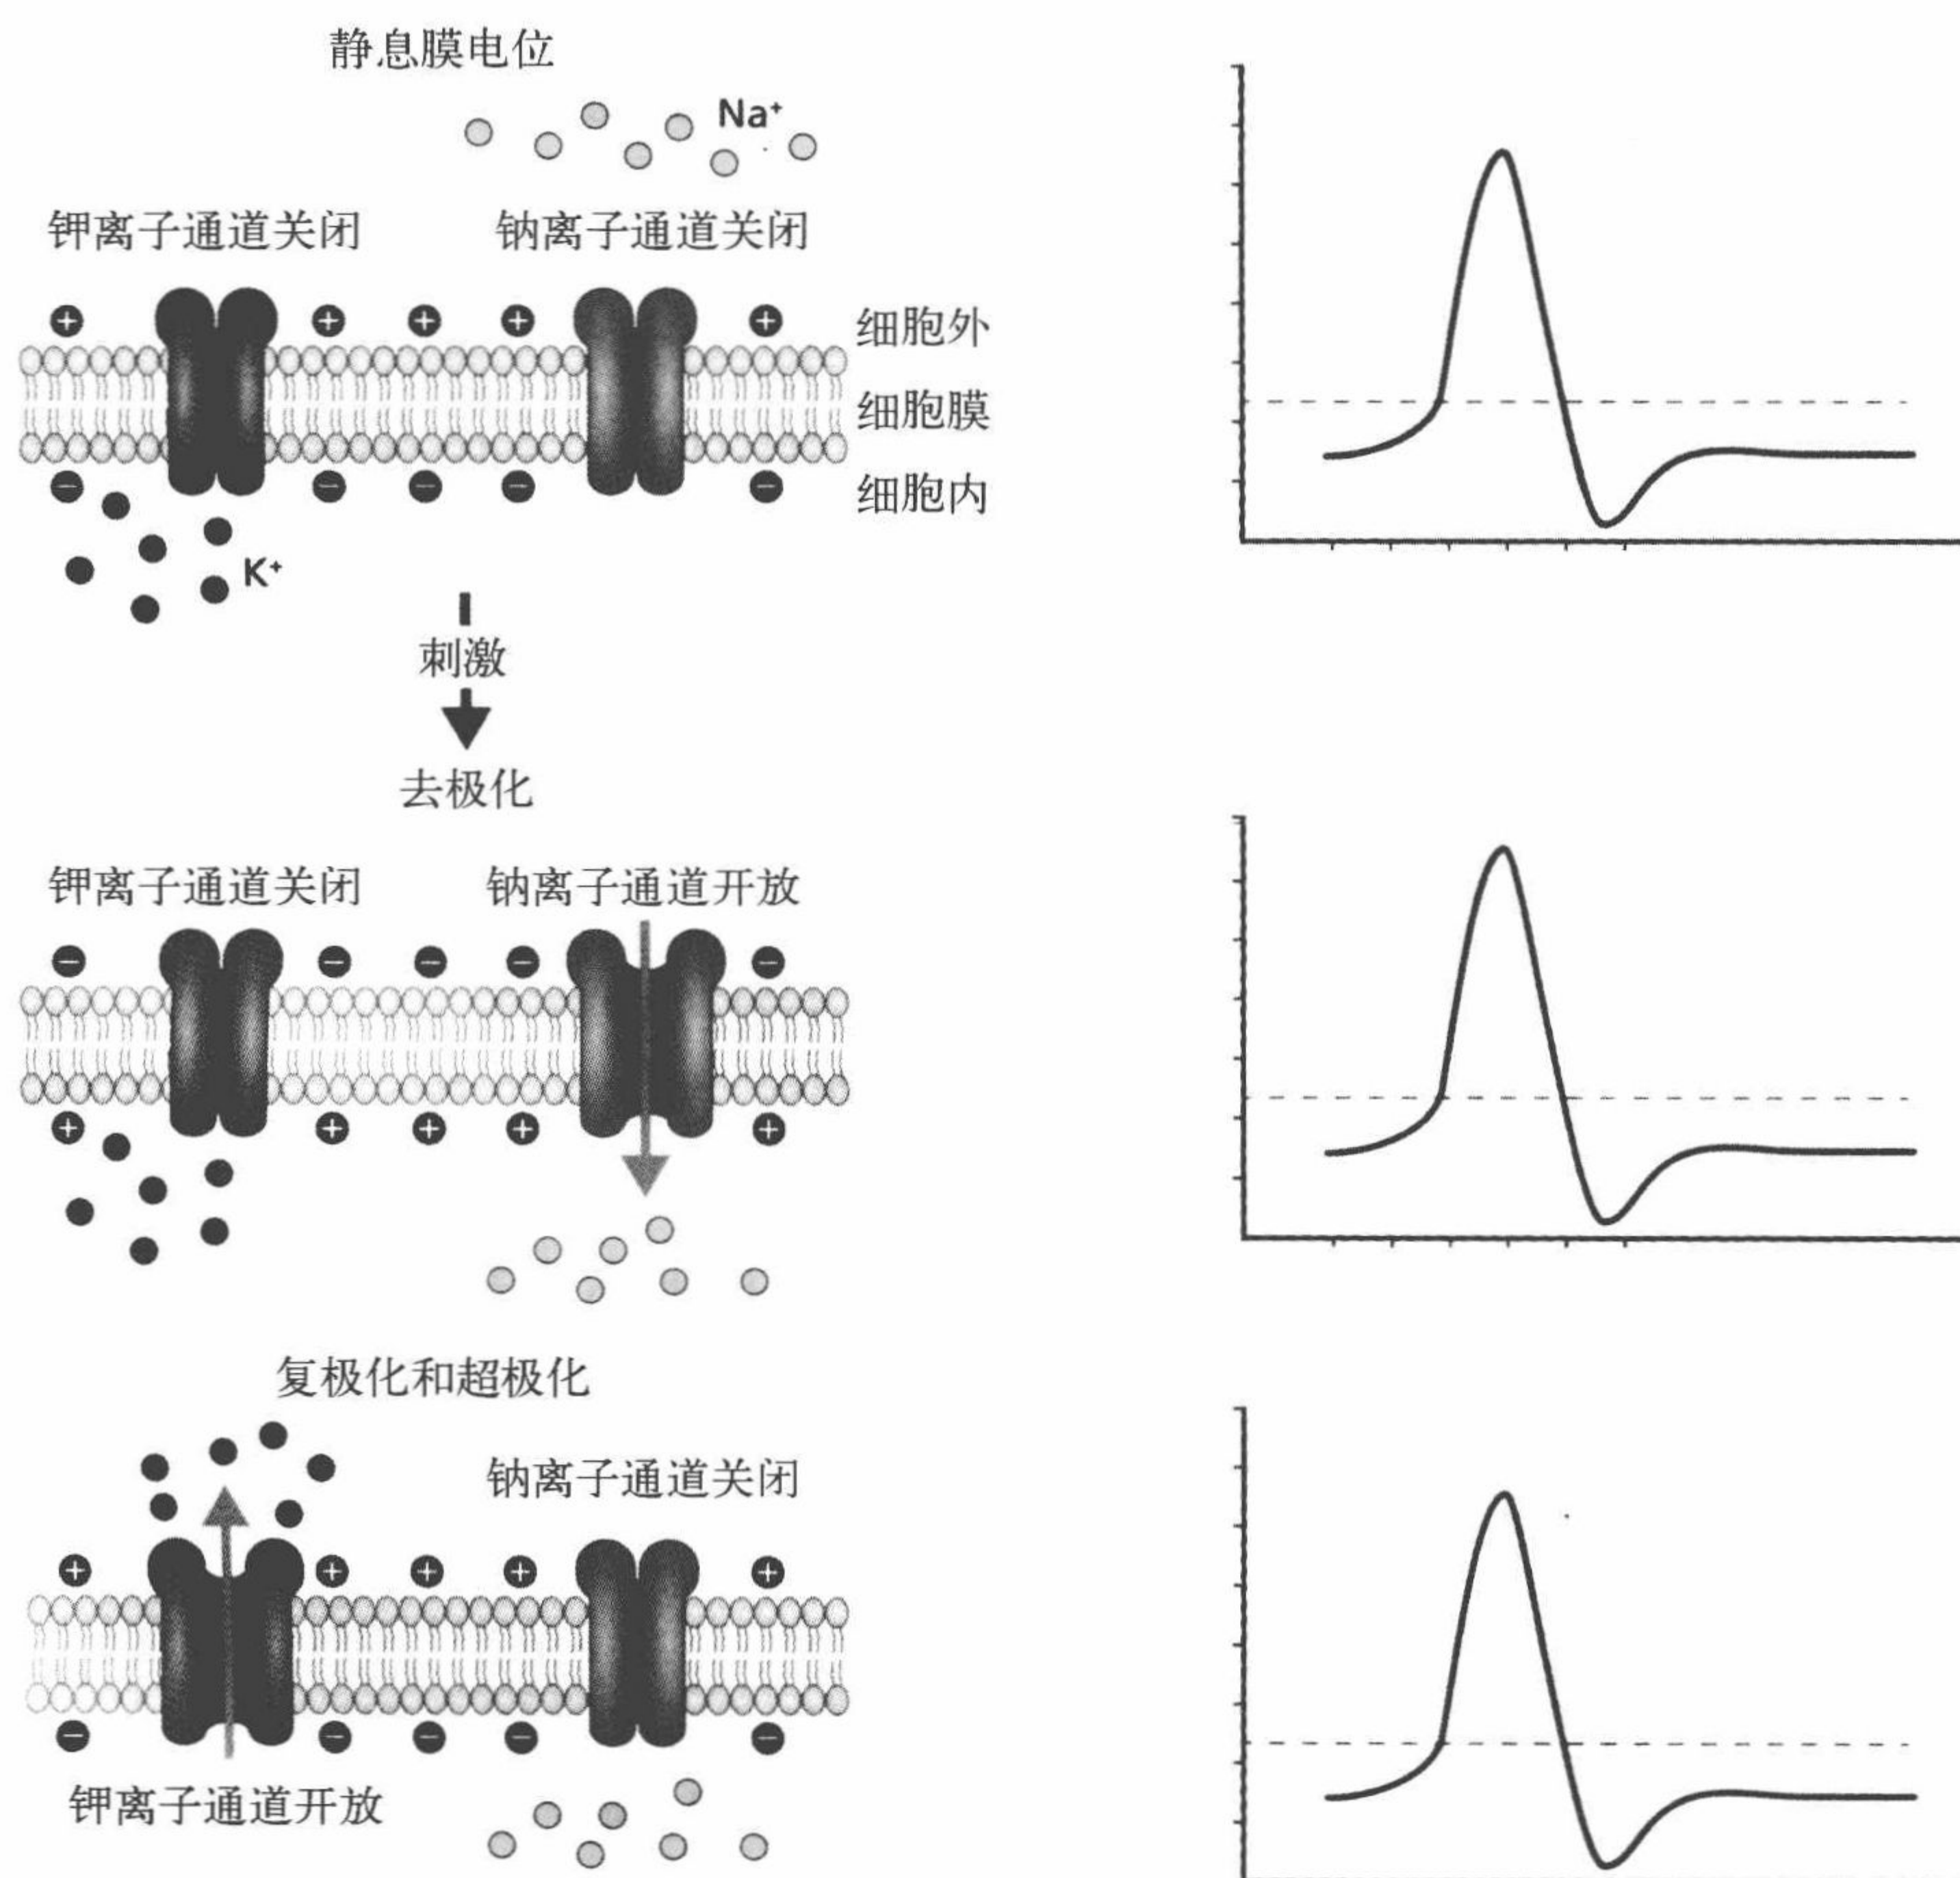 静息膜电位
Na⁺
钾离子通道关闭
钠离子通道关闭
细胞外
细胞膜
细胞内
K⁺
刺激
去极化
钾离子通道关闭
钠离子通道开放
复极化和超极化
钠离子通道关闭
钾离子通道开放